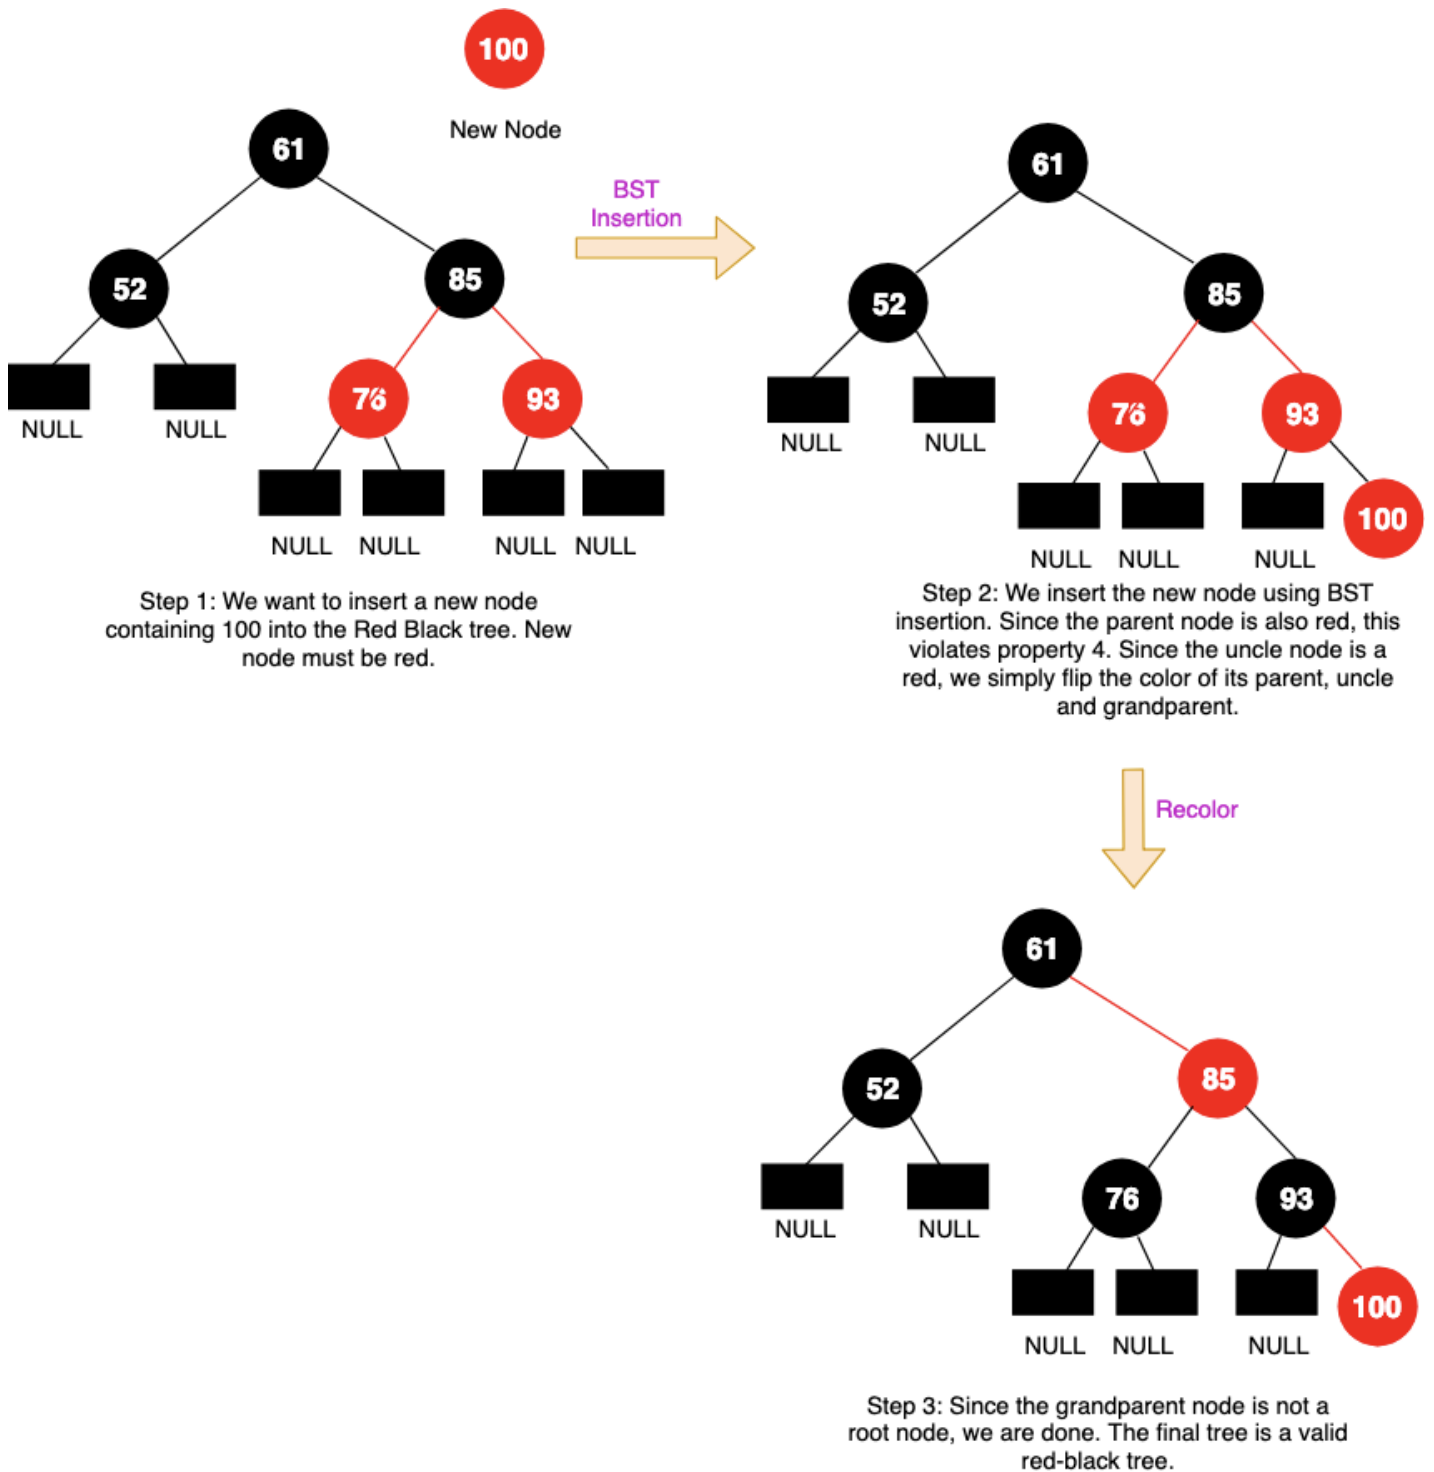 100
New Node
61
52
85
NULL
NULL
76
93
NULL
NULL
NULL
NULL
Step 1: We want to insert a new node
containing 100 into the Red Black tree. New
node must be red.
BST
Insertion
61
52
85
NULL
NULL
76
93
100
NULL
NULL
NULL
Step 2: We insert the new node using BST
insertion. Since the parent node is also red, this
violates property 4. Since the uncle node is a
red, we simply flip the color of its parent, uncle
and grandparent.
Recolor
61
52
85
NULL
NULL
76
93
100
NULL
NULL
NULL
Step 3: Since the grandparent node is not a
root node, we are done. The final tree is a valid
red-black tree.